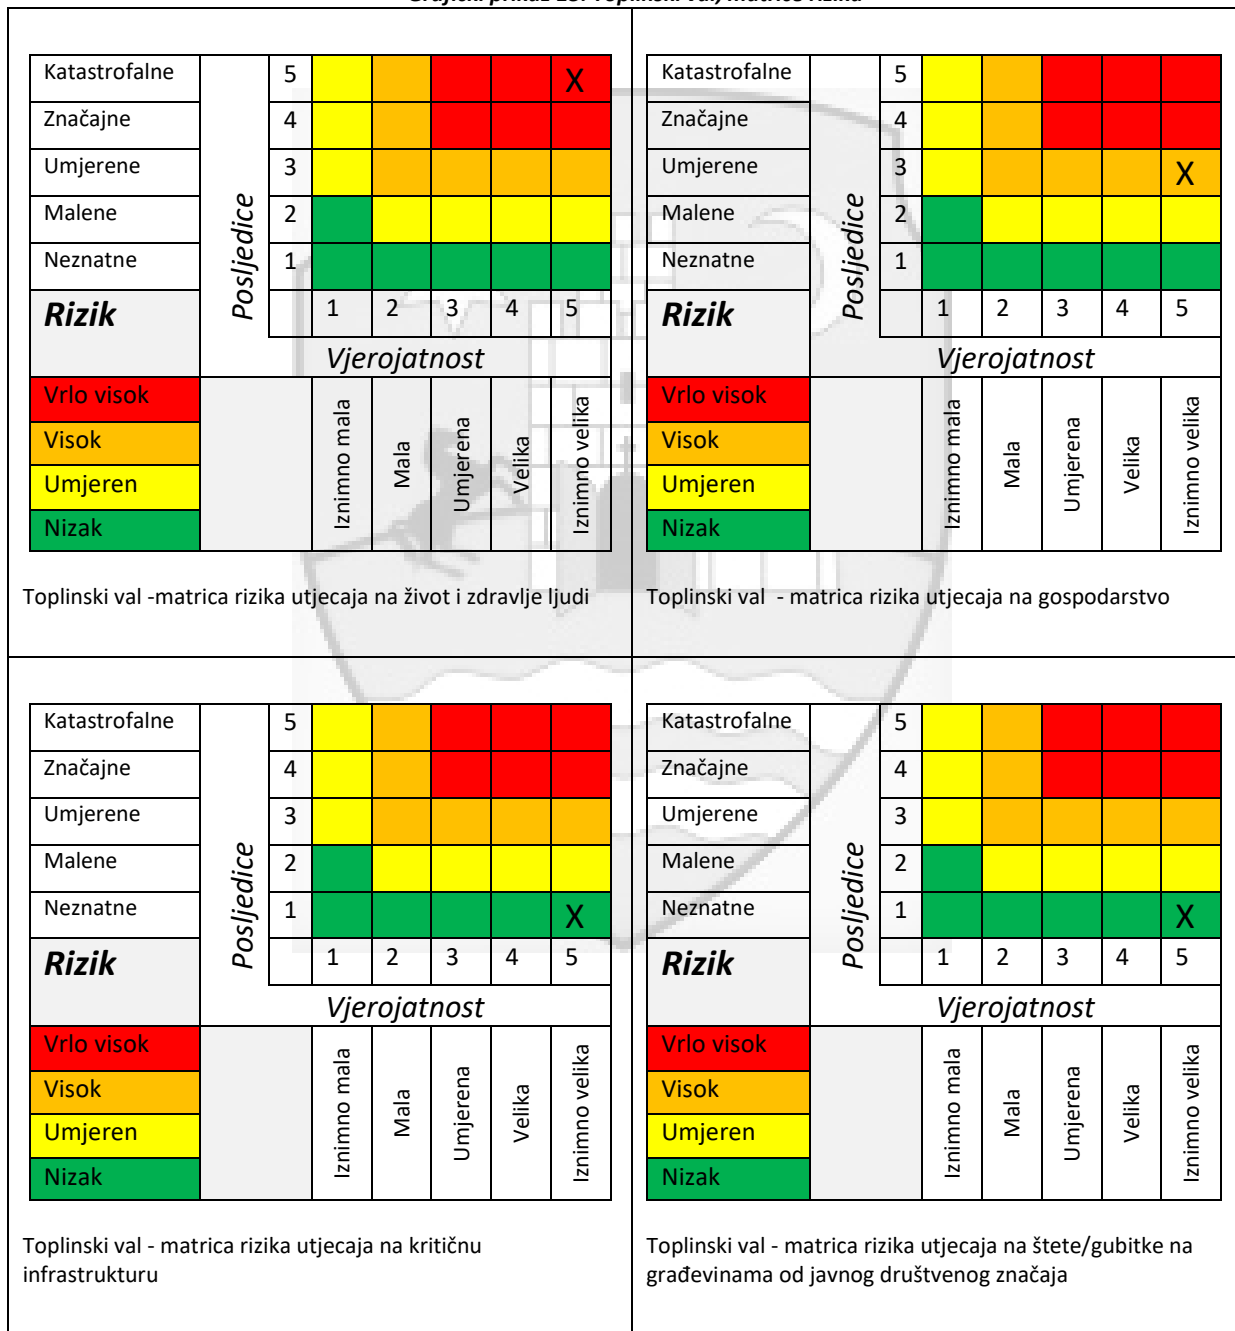 Katastrofalne 5 X
Značajne 4
Umjerene 3
Malene 2
Neznatne 1
Posljedice
Rizik 1 2 3 4 5
Vjerojatnost
Vrlo visok
Visok
Umjeren
Nizak
Iznimno mala
Mala
Umjerena
Velika
Iznimno velika
Toplinski val -matrica rizika utjecaja na život i zdravlje ljudi
Katastrofalne 5
Značajne 4
Umjerene 3 X
Malene 2
Neznatne 1
Posljedice
Rizik 1 2 3 4 5
Vjerojatnost
Vrlo visok
Visok
Umjeren
Nizak
Iznimno mala
Mala
Umjerena
Velika
Iznimno velika
Toplinski val - matrica rizika utjecaja na gospodarstvo
Katastrofalne 5
Značajne 4
Umjerene 3
Malene 2
Neznatne 1 X
Posljedice
Rizik 1 2 3 4 5
Vjerojatnost
Vrlo visok
Visok
Umjeren
Nizak
Iznimno mala
Mala
Umjerena
Velika
Iznimno velika
Toplinski val - matrica rizika utjecaja na kritičnu
infrastrukturu
Katastrofalne 5
Značajne 4
Umjerene 3
Malene 2
Neznatne 1 X
Posljedice
Rizik 1 2 3 4 5
Vjerojatnost
Vrlo visok
Visok
Umjeren
Nizak
Iznimno mala
Mala
Umjerena
Velika
Iznimno velika
Toplinski val - matrica rizika utjecaja na štete/gubitke na
građevinama od javnog društvenog značaja